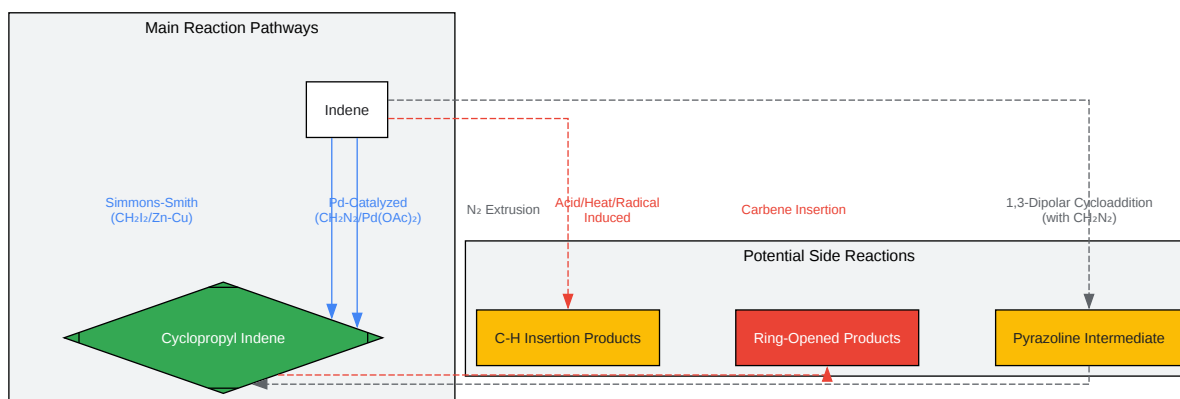 Main Reaction Pathways
Indene
Simmons-Smith
(CH₂I₂/Zn-Cu)
Pd-Catalyzed
(CH₂N₂/Pd(OAc)₂)
N₂ Extrusion
Acid/Heat/Radical
Induced
Carbene Insertion
1,3-Dipolar Cycloaddition
(with CH₂N₂)
Potential Side Reactions
Cyclopropyl Indene
C-H Insertion Products
Ring-Opened Products
Pyrazoline Intermediate